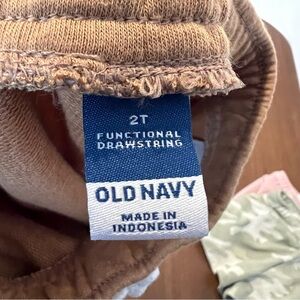 2T
FUNCTIONAL
DRAWSTRING
OLD NAVY
MADE IN
INDONESIA